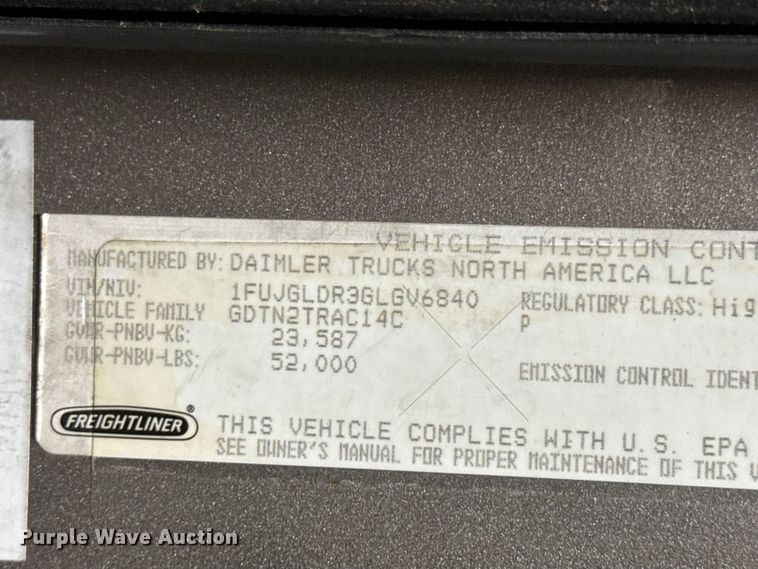 VEHICLE EMISSION CONT
MANUFACTURED BY: DAIMLER TRUCKS NORTH AMERICA LLC
VIN/NIV: 1FUJGLDR3GLGV6840 REGULATORY CLASS: Hig
VEHICLE FAMILY GDTN2TRAC14C p
GVWR-PNBV-KG: 23,587
GVWR-PNBV-LBS: 52,000 EMISSION CONTROL IDENT
FREIGHTLINER®
THIS VEHICLE COMPLIES WITH U.S. EPA
SEE OWNER'S MANUAL FOR PROPER MAINTENANCE OF THIS V
Purple Wave Auction